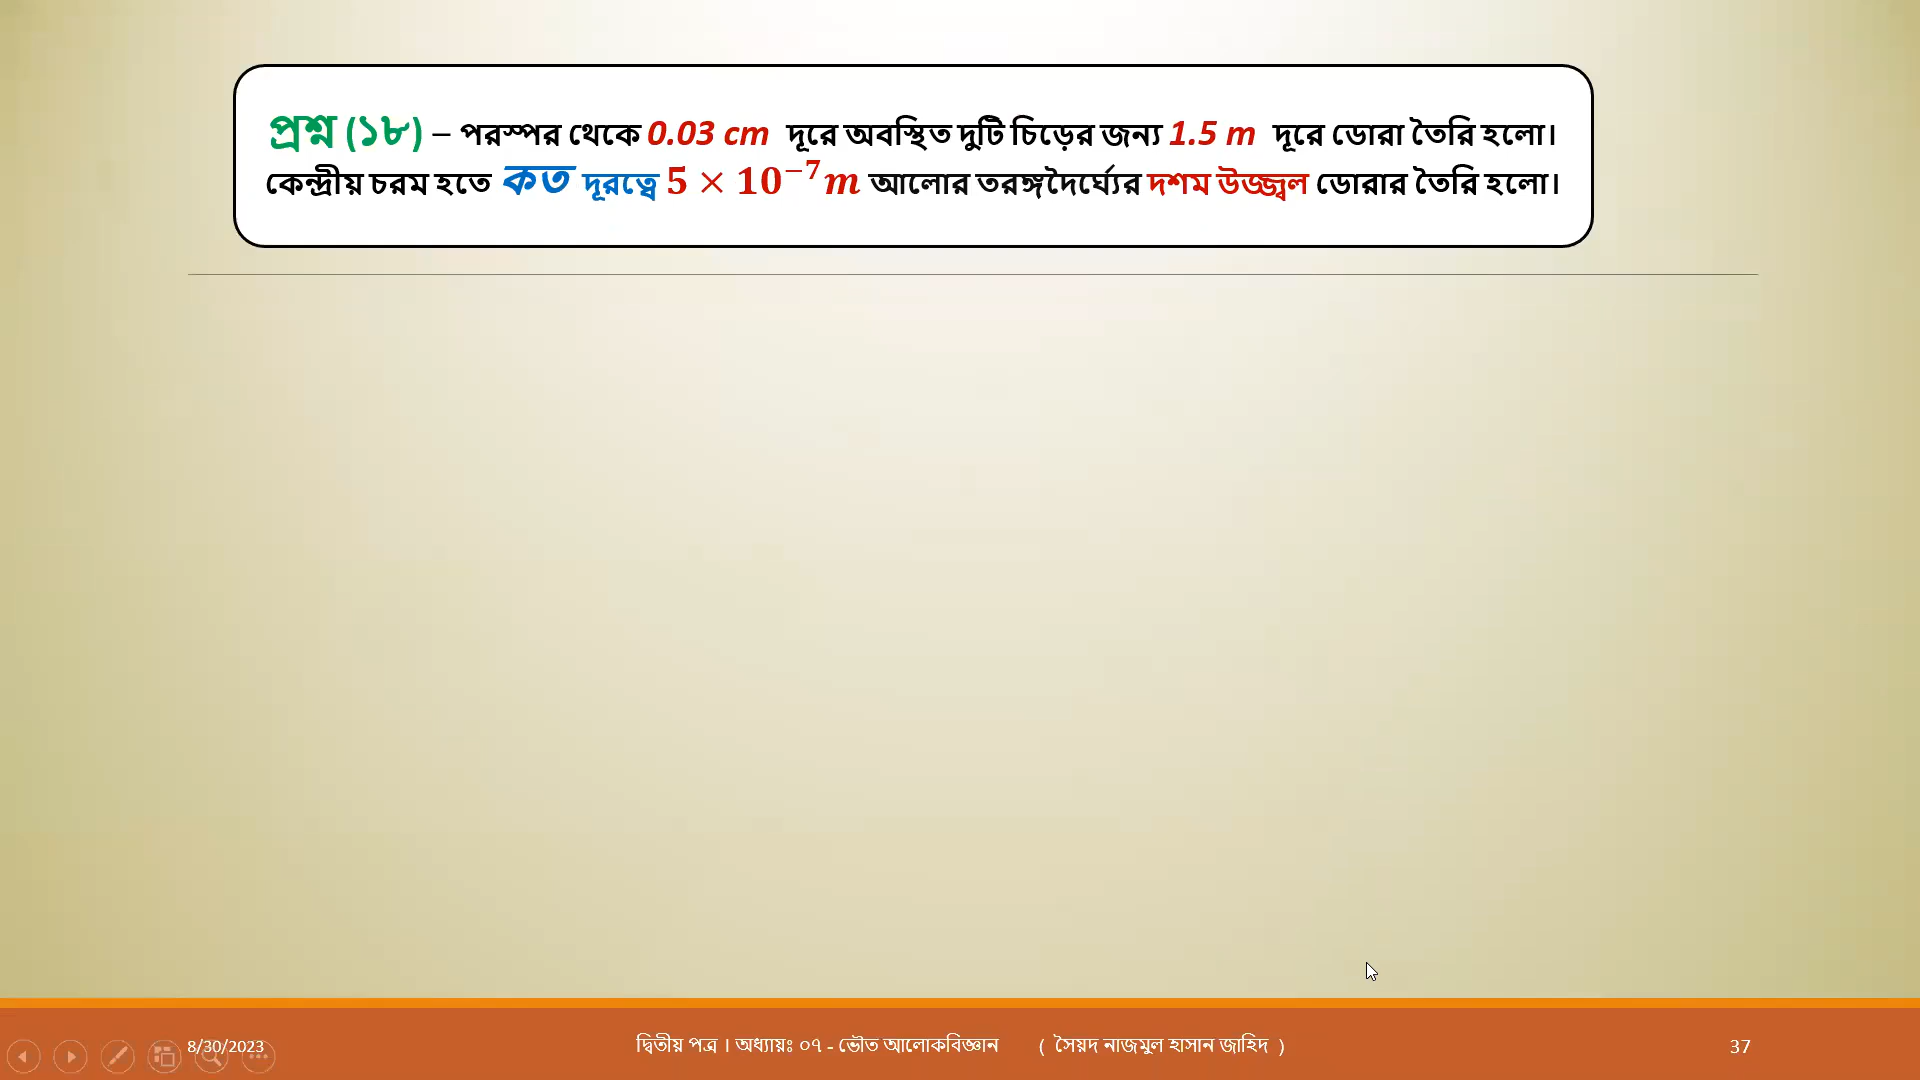 প্রশ্ন (১৮) – পরস্পর থেকে 0.03 cm দূরে অবস্থিত দুটি চিড়ের জন্য 1.5 m দূরে ডোরা তৈরি হলো।
কেন্দ্রীয় চরম হতে কত দূরত্বে 5 × 10⁻⁷m আলোর তরঙ্গদৈর্ঘ্যের দশম উজ্জ্বল ডোরার তৈরি হলো।
8/30/2023 দ্বিতীয় পত্র । অধ্যায়ঃ ০৭ - ভৌত আলোকবিজ্ঞান ( সৈয়দ নাজমুল হাসান জাহিদ ) 37